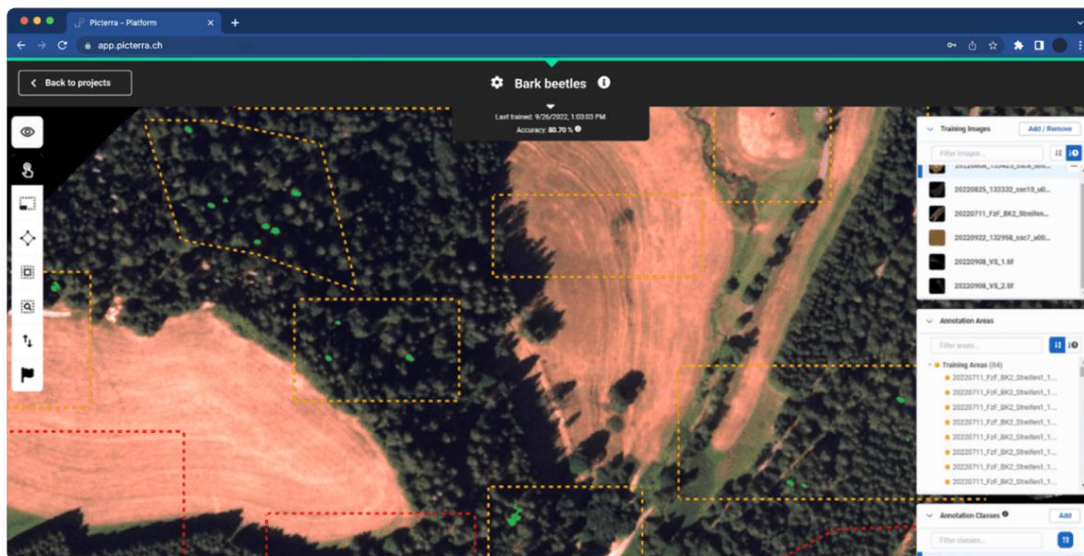 Picterra – Platform
app.picterra.ch
Back to projects
Bark beetles
Last trained: 9/26/2022, 1:03:03 PM
Accuracy: 80.70 %
Training Images
Add / Remove
Filter images...
20220825_133332_ssc10_u0...
20220711_FzF_BK2_Streifen...
20220922_132958_ssc7_u00...
20220908_VS_1.tif
20220908_VS_2.tif
Annotation Areas
Filter areas...
Training Areas (84)
20220711_FzF_BK2_Streifen1_1...
20220711_FzF_BK2_Streifen1_1...
20220711_FzF_BK2_Streifen1_1...
20220711_FzF_BK2_Streifen1_1...
20220711_FzF_BK2_Streifen1_1...
20220711_FzF_BK2_Streifen1_1...
20220711_FzF_BK2_Streifen1_1...
20220711_FzF_BK2_Streifen1_1...
Annotation Classes
Add
Filter classes...